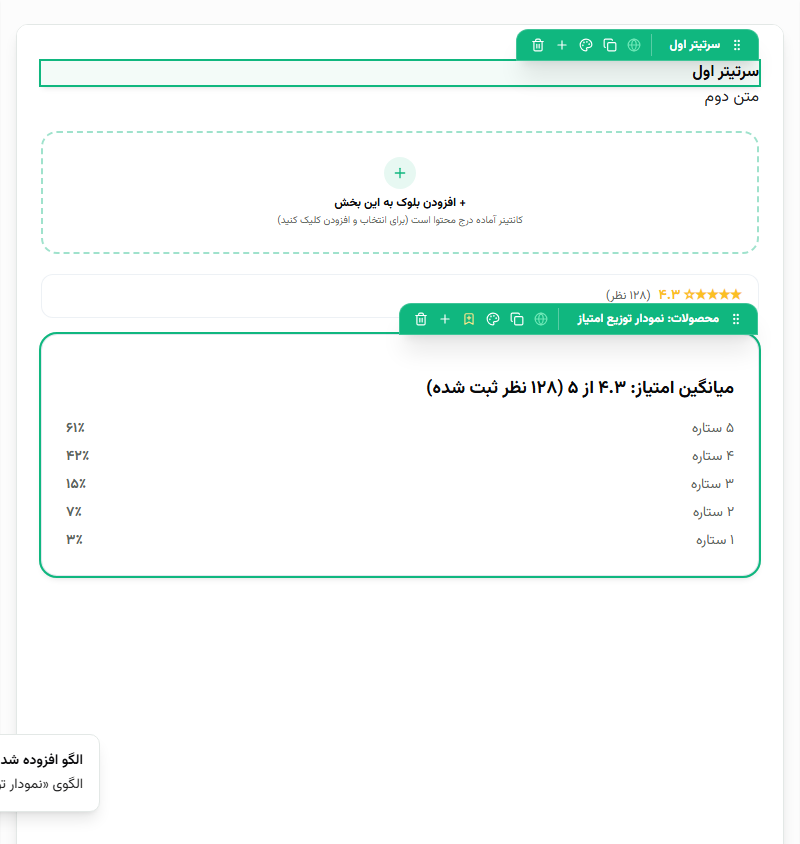 سرتیتر اول
سرتیتر اول
متن دوم
+ افزودن بلوک به این بخش
کانتینر آماده درج محتوا است (برای انتخاب و افزودن کلیک کنید)
★★★★☆ ۴.۳ (۱۲۸ نظر)
محصولات: نمودار توزیع امتیاز
میانگین امتیاز: ۴.۳ از ۵ (۱۲۸ نظر ثبت شده)
۵ ستاره ۶۱٪
۴ ستاره ۴۲٪
۳ ستاره ۱۵٪
۲ ستاره ۷٪
۱ ستاره ۳٪
الگو افزوده شد
الگوی «نمودار